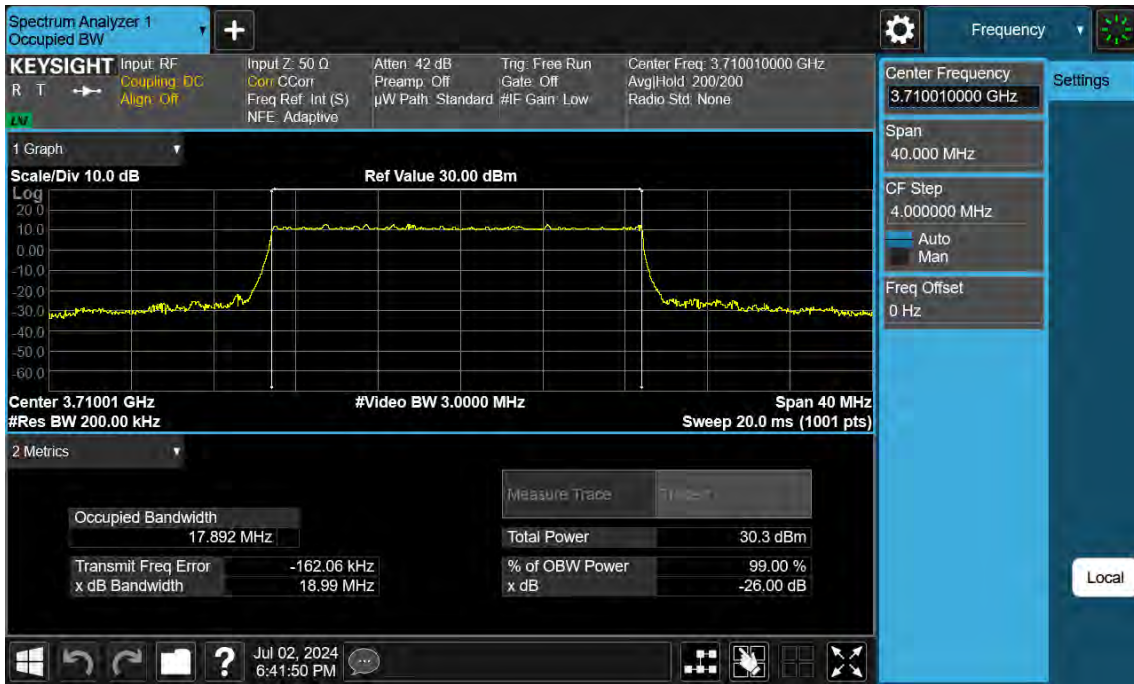 Spectrum Analyzer 1
Occupied BW
+
Frequency
KEYSIGHT
R T
LXI
Input: RF
Coupling: DC
Align: Off
Input Z: 50 Ω
Corr CCorr
Freq Ref: Int (S)
NFE: Adaptive
Atten: 42 dB
Preamp: Off
µW Path: Standard
Trig: Free Run
Gate: Off
#IF Gain: Low
Center Freq: 3.710010000 GHz
Avg|Hold: 200/200
Radio Std: None
Center Frequency
3.710010000 GHz
Settings
Span
40.000 MHz
CF Step
4.000000 MHz
Auto
Man
Freq Offset
0 Hz
Local
1 Graph
Scale/Div 10.0 dB
Ref Value 30.00 dBm
Log
20.0
10.0
0.00
-10.0
-20.0
-30.0
-40.0
-50.0
-60.0
Center 3.71001 GHz
#Video BW 3.0000 MHz
Span 40 MHz
#Res BW 200.00 kHz
Sweep 20.0 ms (1001 pts)
2 Metrics
Measure Trace
Trace 1
Occupied Bandwidth
17.892 MHz
Total Power 30.3 dBm
Transmit Freq Error -162.06 kHz
% of OBW Power 99.00 %
x dB Bandwidth 18.99 MHz
x dB -26.00 dB
?
Jul 02, 2024
6:41:50 PM